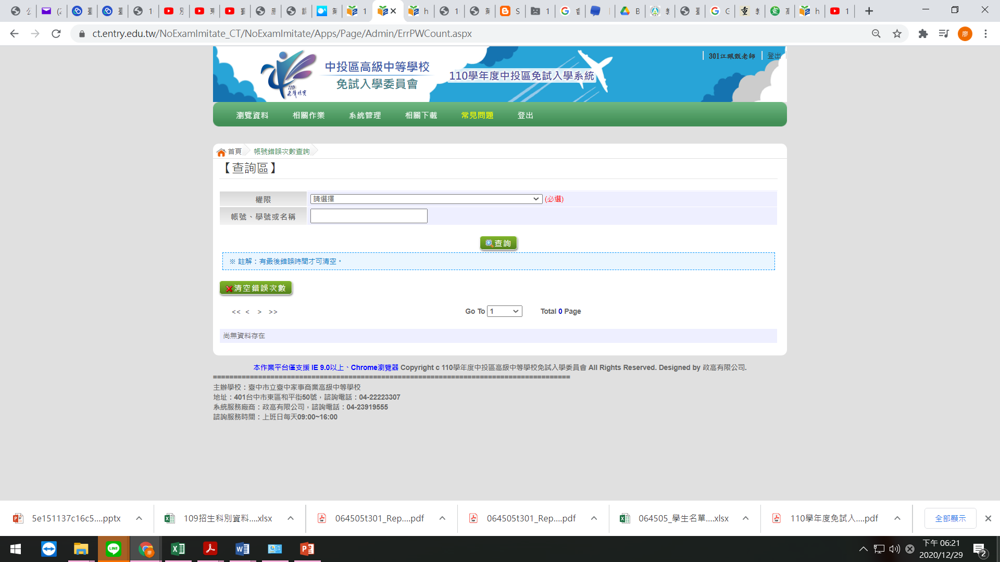 ct.entry.edu.tw/NoExamImitate_CT/NoExamImitate/Apps/Page/Admin/ErrPWCount.aspx
廖
中投區高級中等學校
免試入學委員會
110
110學年度中投區免試入學系統
301江珮甄老師
登出
瀏覽資料 相關作業 系統管理 相關下載 常見問題 登出
首頁 帳號錯誤次數查詢
【查詢區】
權限 請選擇 (必選)
帳號、學號或名稱
查詢
※ 註解：有最後錯誤時間才可清空。
清空錯誤次數
<< < > >> Go To 1 Total 0 Page
尚無資料存在
本作業平台僅支援 IE 9.0以上、Chrome瀏覽器 Copyright c 110學年度中投區高級中等學校免試入學委員會 All Rights Reserved. Designed by 政高有限公司.
主辦學校：臺中市立臺中家事商業高級中等學校
地址：401台中市東區和平街50號，諮詢電話：04-22223307
系統服務廠商：政高有限公司，諮詢電話：04-23919555
諮詢服務時間：上班日每天09:00~16:00
5e151137c16c5....pptx
109招生科別資料....xlsx
064505t301_Rep....pdf
064505t301_Rep....pdf
064505_學生名單....xlsx
110學年度免試入....pdf
全部顯示
下午 06:21
2020/12/29
2